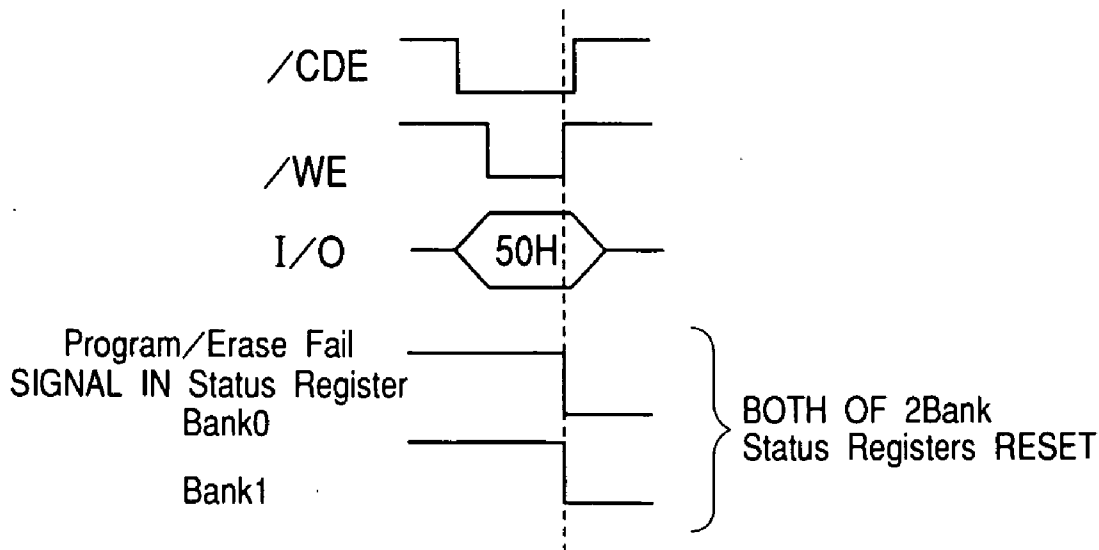 /CDE
/WE
I/O
50H
Program/Erase Fail
SIGNAL IN Status Register
Bank0
Bank1
BOTH OF 2Bank
Status Registers RESET